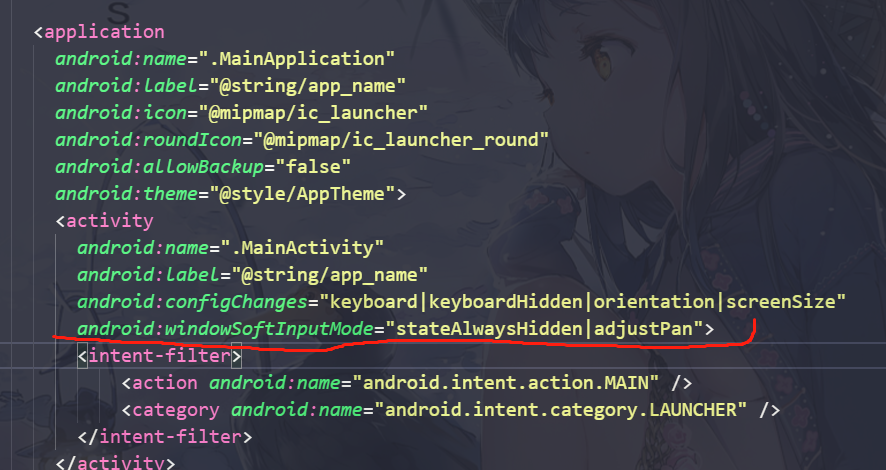 S
<application
android:name=".MainApplication"
android:label="@string/app_name"
android:icon="@mipmap/ic_launcher"
android:roundIcon="@mipmap/ic_launcher_round"
android:allowBackup="false"
android:theme="@style/AppTheme">
<activity
android:name=".MainActivity"
android:label="@string/app_name"
android:configChanges="keyboard|keyboardHidden|orientation|screenSize"
android:windowSoftInputMode="stateAlwaysHidden|adjustPan">
<intent-filter>
<action android:name="android.intent.action.MAIN" />
<category android:name="android.intent.category.LAUNCHER" />
</intent-filter>
</activity>